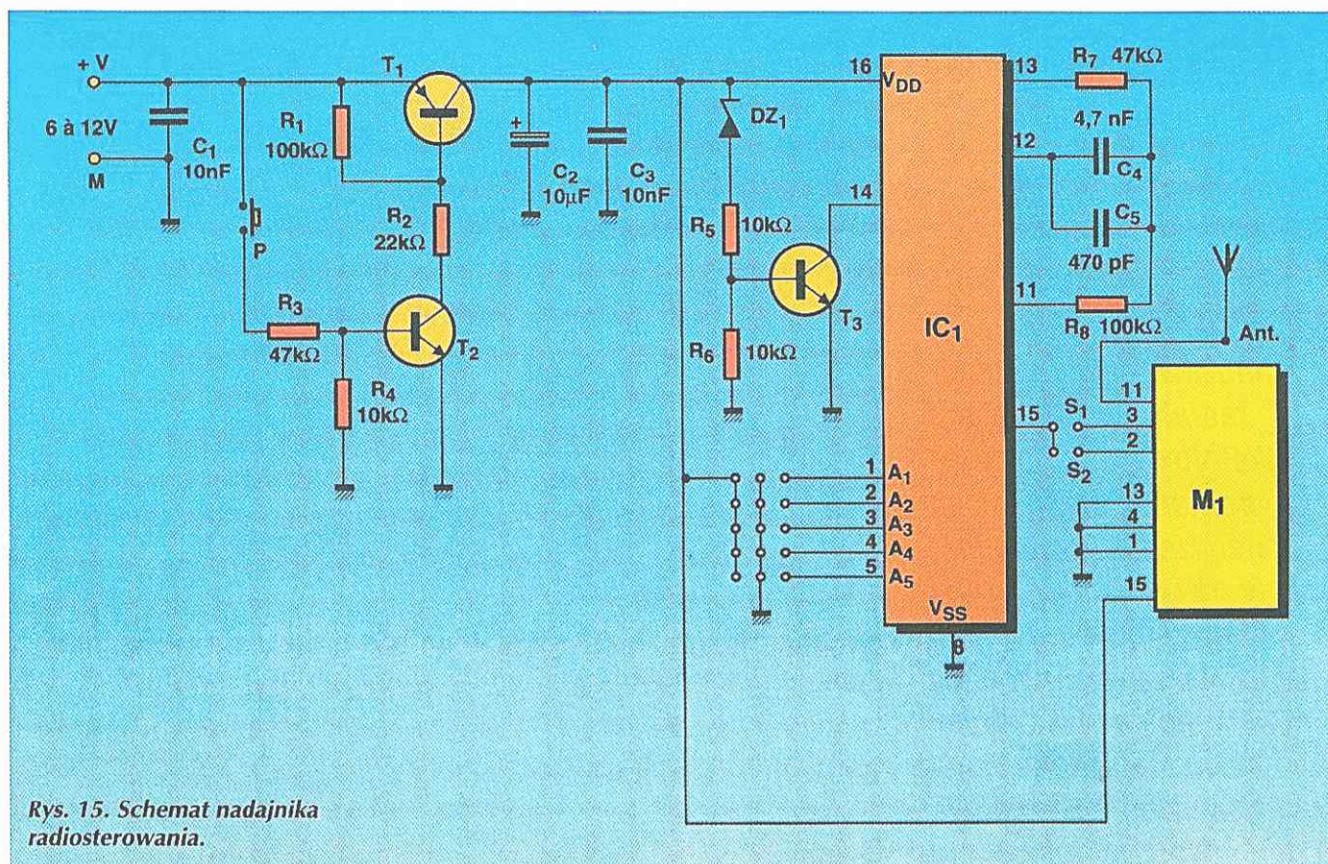 + V
6 à 12V
M
C1
10nF
P
R1
100kΩ
T1
R2
22kΩ
R3
47kΩ
R4
10kΩ
T2
+
C2
10µF
C3
10nF
DZ1
R5
10kΩ
R6
10kΩ
T3
16
VDD
14
IC1
1 A1
2 A2
3 A3
4 A4
5 A5
VSS
8
13
R7 47kΩ
4,7 nF
12
C4
C5
470 pF
11
R8 100kΩ
Ant.
15
S1
S2
11
3
2
13
4
1
15
M1
Rys. 15. Schemat nadajnika
radiosterowania.